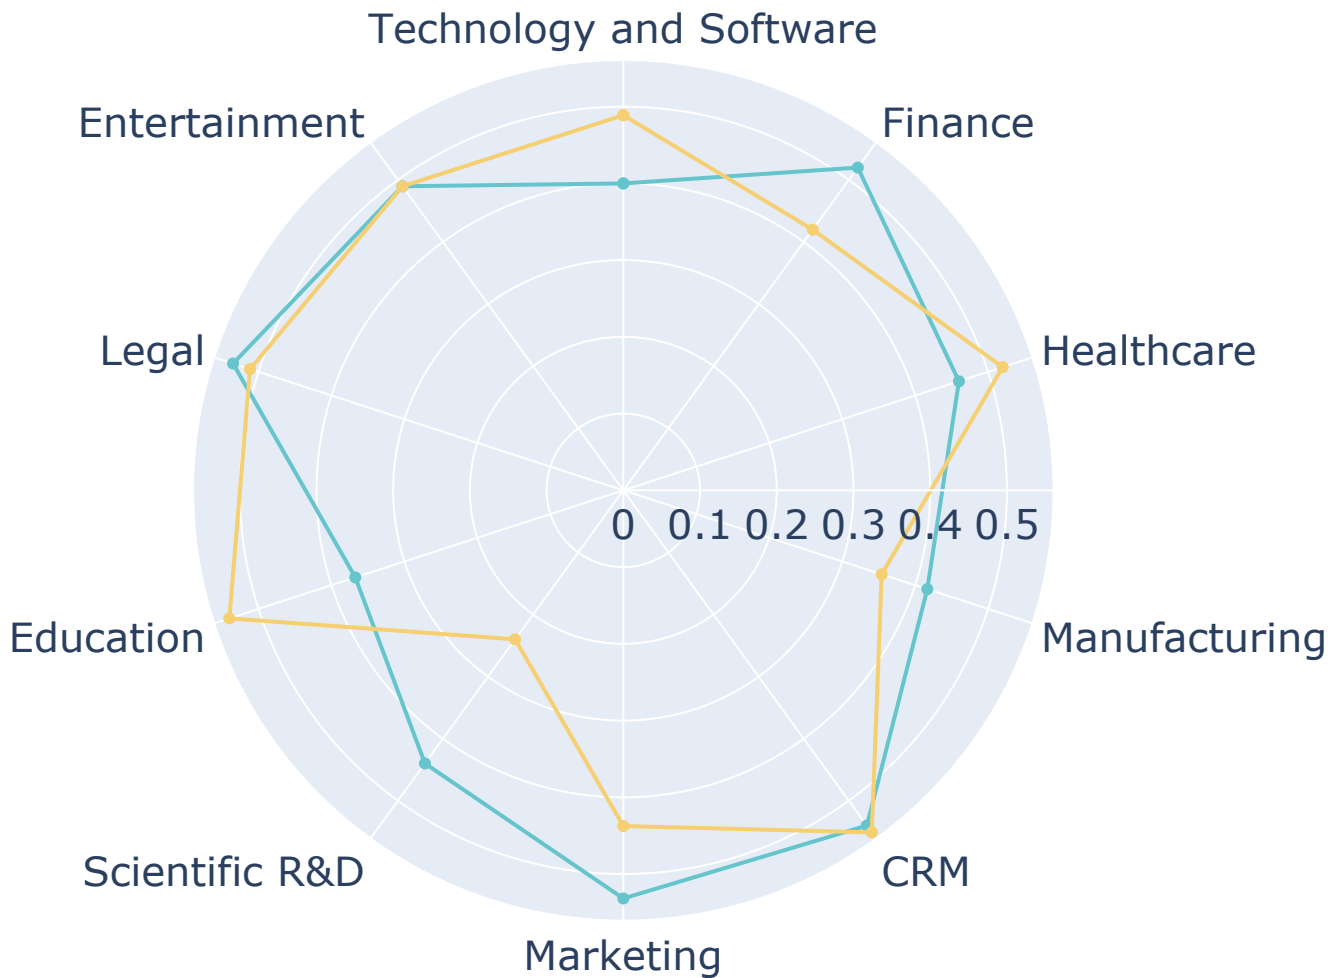 Technology and Software
Entertainment
Finance
Legal
Healthcare
0 0.1 0.2 0.3 0.4 0.5
Education
Manufacturing
Scientific R&D
CRM
Marketing